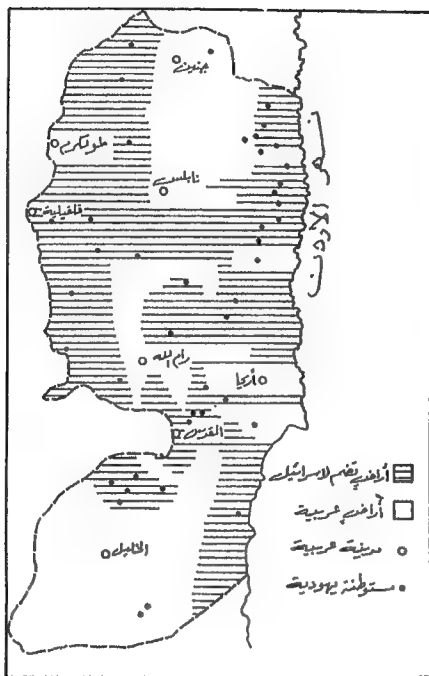 جنين
طولكرم
نابلس
قلقيلية
نهر الأردن
رام الله
أريحا
القدس
الخليل
أراضي تضم لاسرائيل
أراضي عربية
مدينة عربية
مستوطنة يهودية